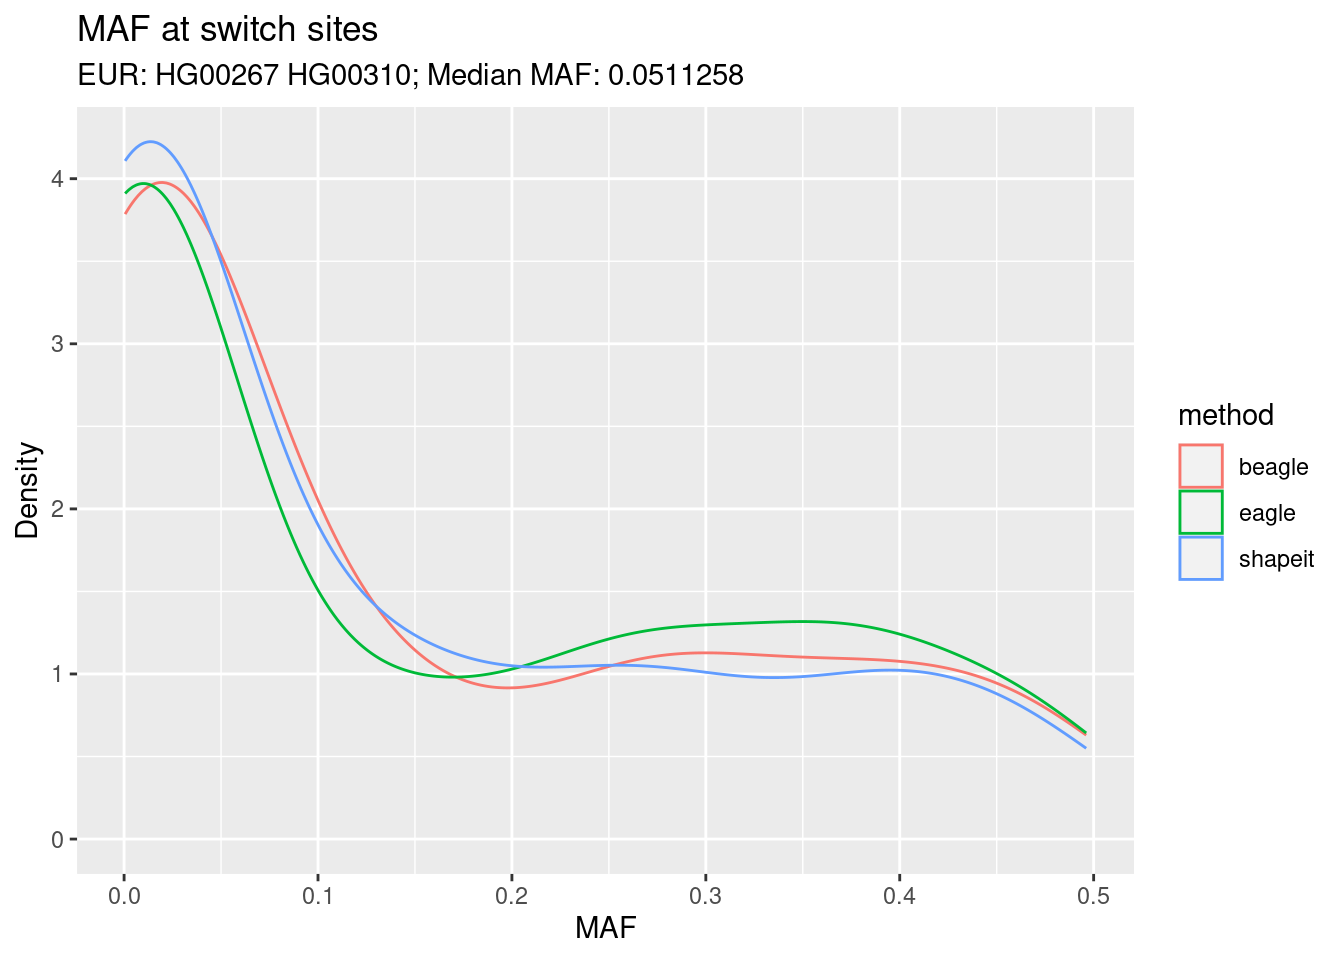 MAF at switch sites
EUR: HG00267 HG00310; Median MAF: 0.0511258
4
3
2
1
0
Density
0.0 0.1 0.2 0.3 0.4 0.5
MAF
method
beagle
eagle
shapeit